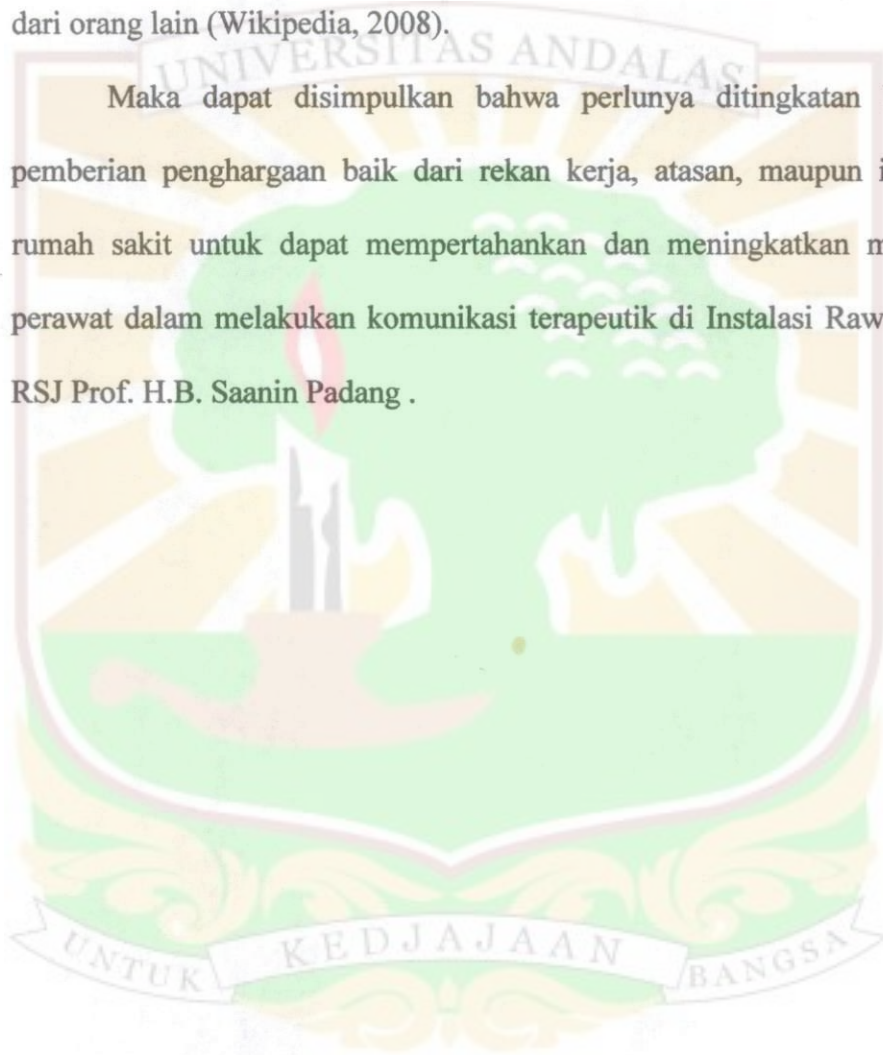 dari orang lain (Wikipedia, 2008).
UNIVERSITAS ANDALAS
Maka dapat disimpulkan bahwa perlunya ditingkatan
pemberian penghargaan baik dari rekan kerja, atasan, maupun
rumah sakit untuk dapat mempertahankan dan meningkatkan
perawat dalam melakukan komunikasi terapeutik di Instalasi Raw
RSJ Prof. H.B. Saanin Padang .
UNTUK KEDJAJAAN BANGSA